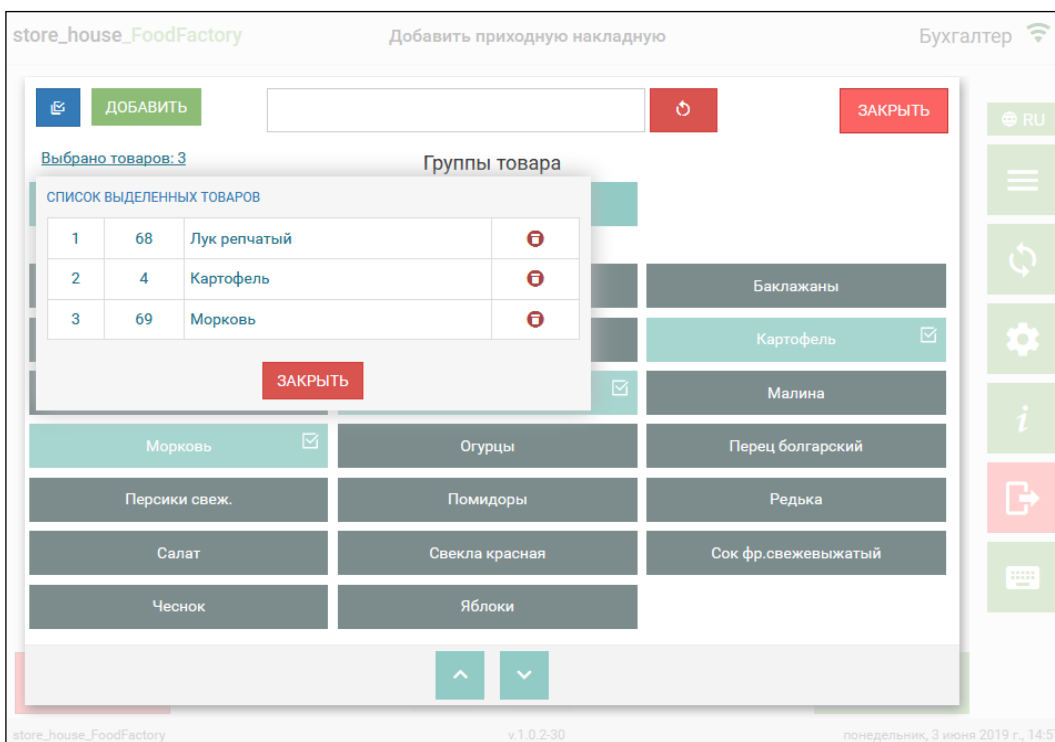 store_house_FoodFactory Добавить приходную накладную Бухгалтер
ДОБАВИТЬ ЗАКРЫТЬ
RU
Выбрано товаров: 3 Группы товара
СПИСОК ВЫДЕЛЕННЫХ ТОВАРОВ
1 68 Лук репчатый
2 4 Картофель
3 69 Морковь
ЗАКРЫТЬ
Баклажаны
Картофель
Малина
Морковь Огурцы Перец болгарский
Персики свеж. Помидоры Редька
Салат Свекла красная Сок фр.свежевыжатый
Чеснок Яблоки
store_house_FoodFactory v.1.0.2-30 понедельник, 3 июня 2019 г., 14:5